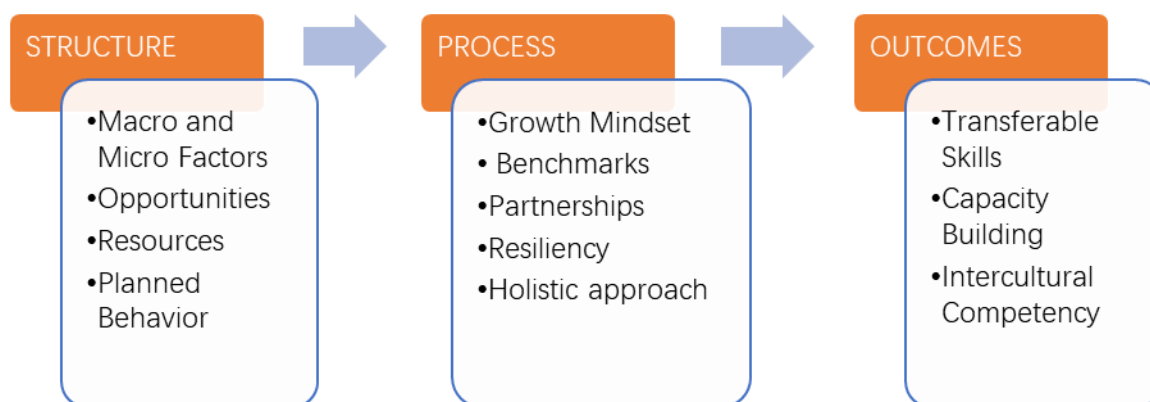 STRUCTURE
•Macro and
Micro Factors
•Opportunities
•Resources
•Planned
Behavior
PROCESS
•Growth Mindset
• Benchmarks
•Partnerships
•Resiliency
•Holistic approach
OUTCOMES
•Transferable
Skills
•Capacity
Building
•Intercultural
Competency